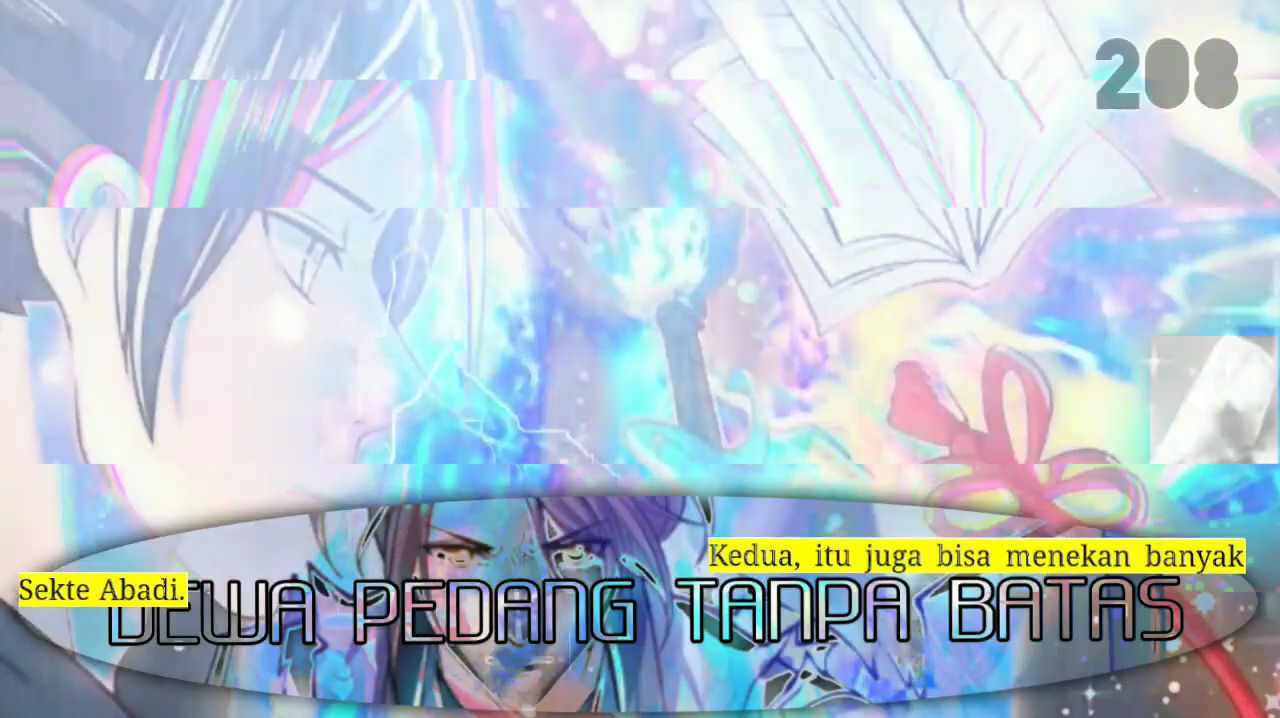 208
Kedua, itu juga bisa menekan banyak
Sekte Abadi.
DEWA PEDANG TANPA BATAS